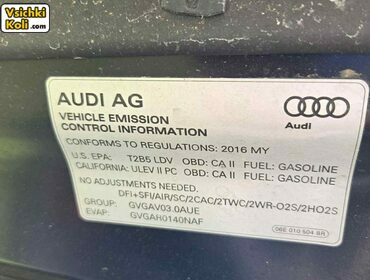 Vsichki
Koli.com
AUDI AG
VEHICLE EMISSION
CONTROL INFORMATION
Audi
CONFORMS TO REGULATIONS: 2016 MY
U.S. EPA: T2B5 LDV OBD: CA II FUEL: GASOLINE
CALIFORNIA: ULEV II PC OBD: CA II FUEL: GASOLINE
NO ADJUSTMENTS NEEDED.
DFI+SFI/AIR/SC/2CAC/2TWC/2WR-O2S/2HO2S
GROUP: GVGAV03.0AUE
EVAP: GVGAR0140NAF
06E 010 504 BR